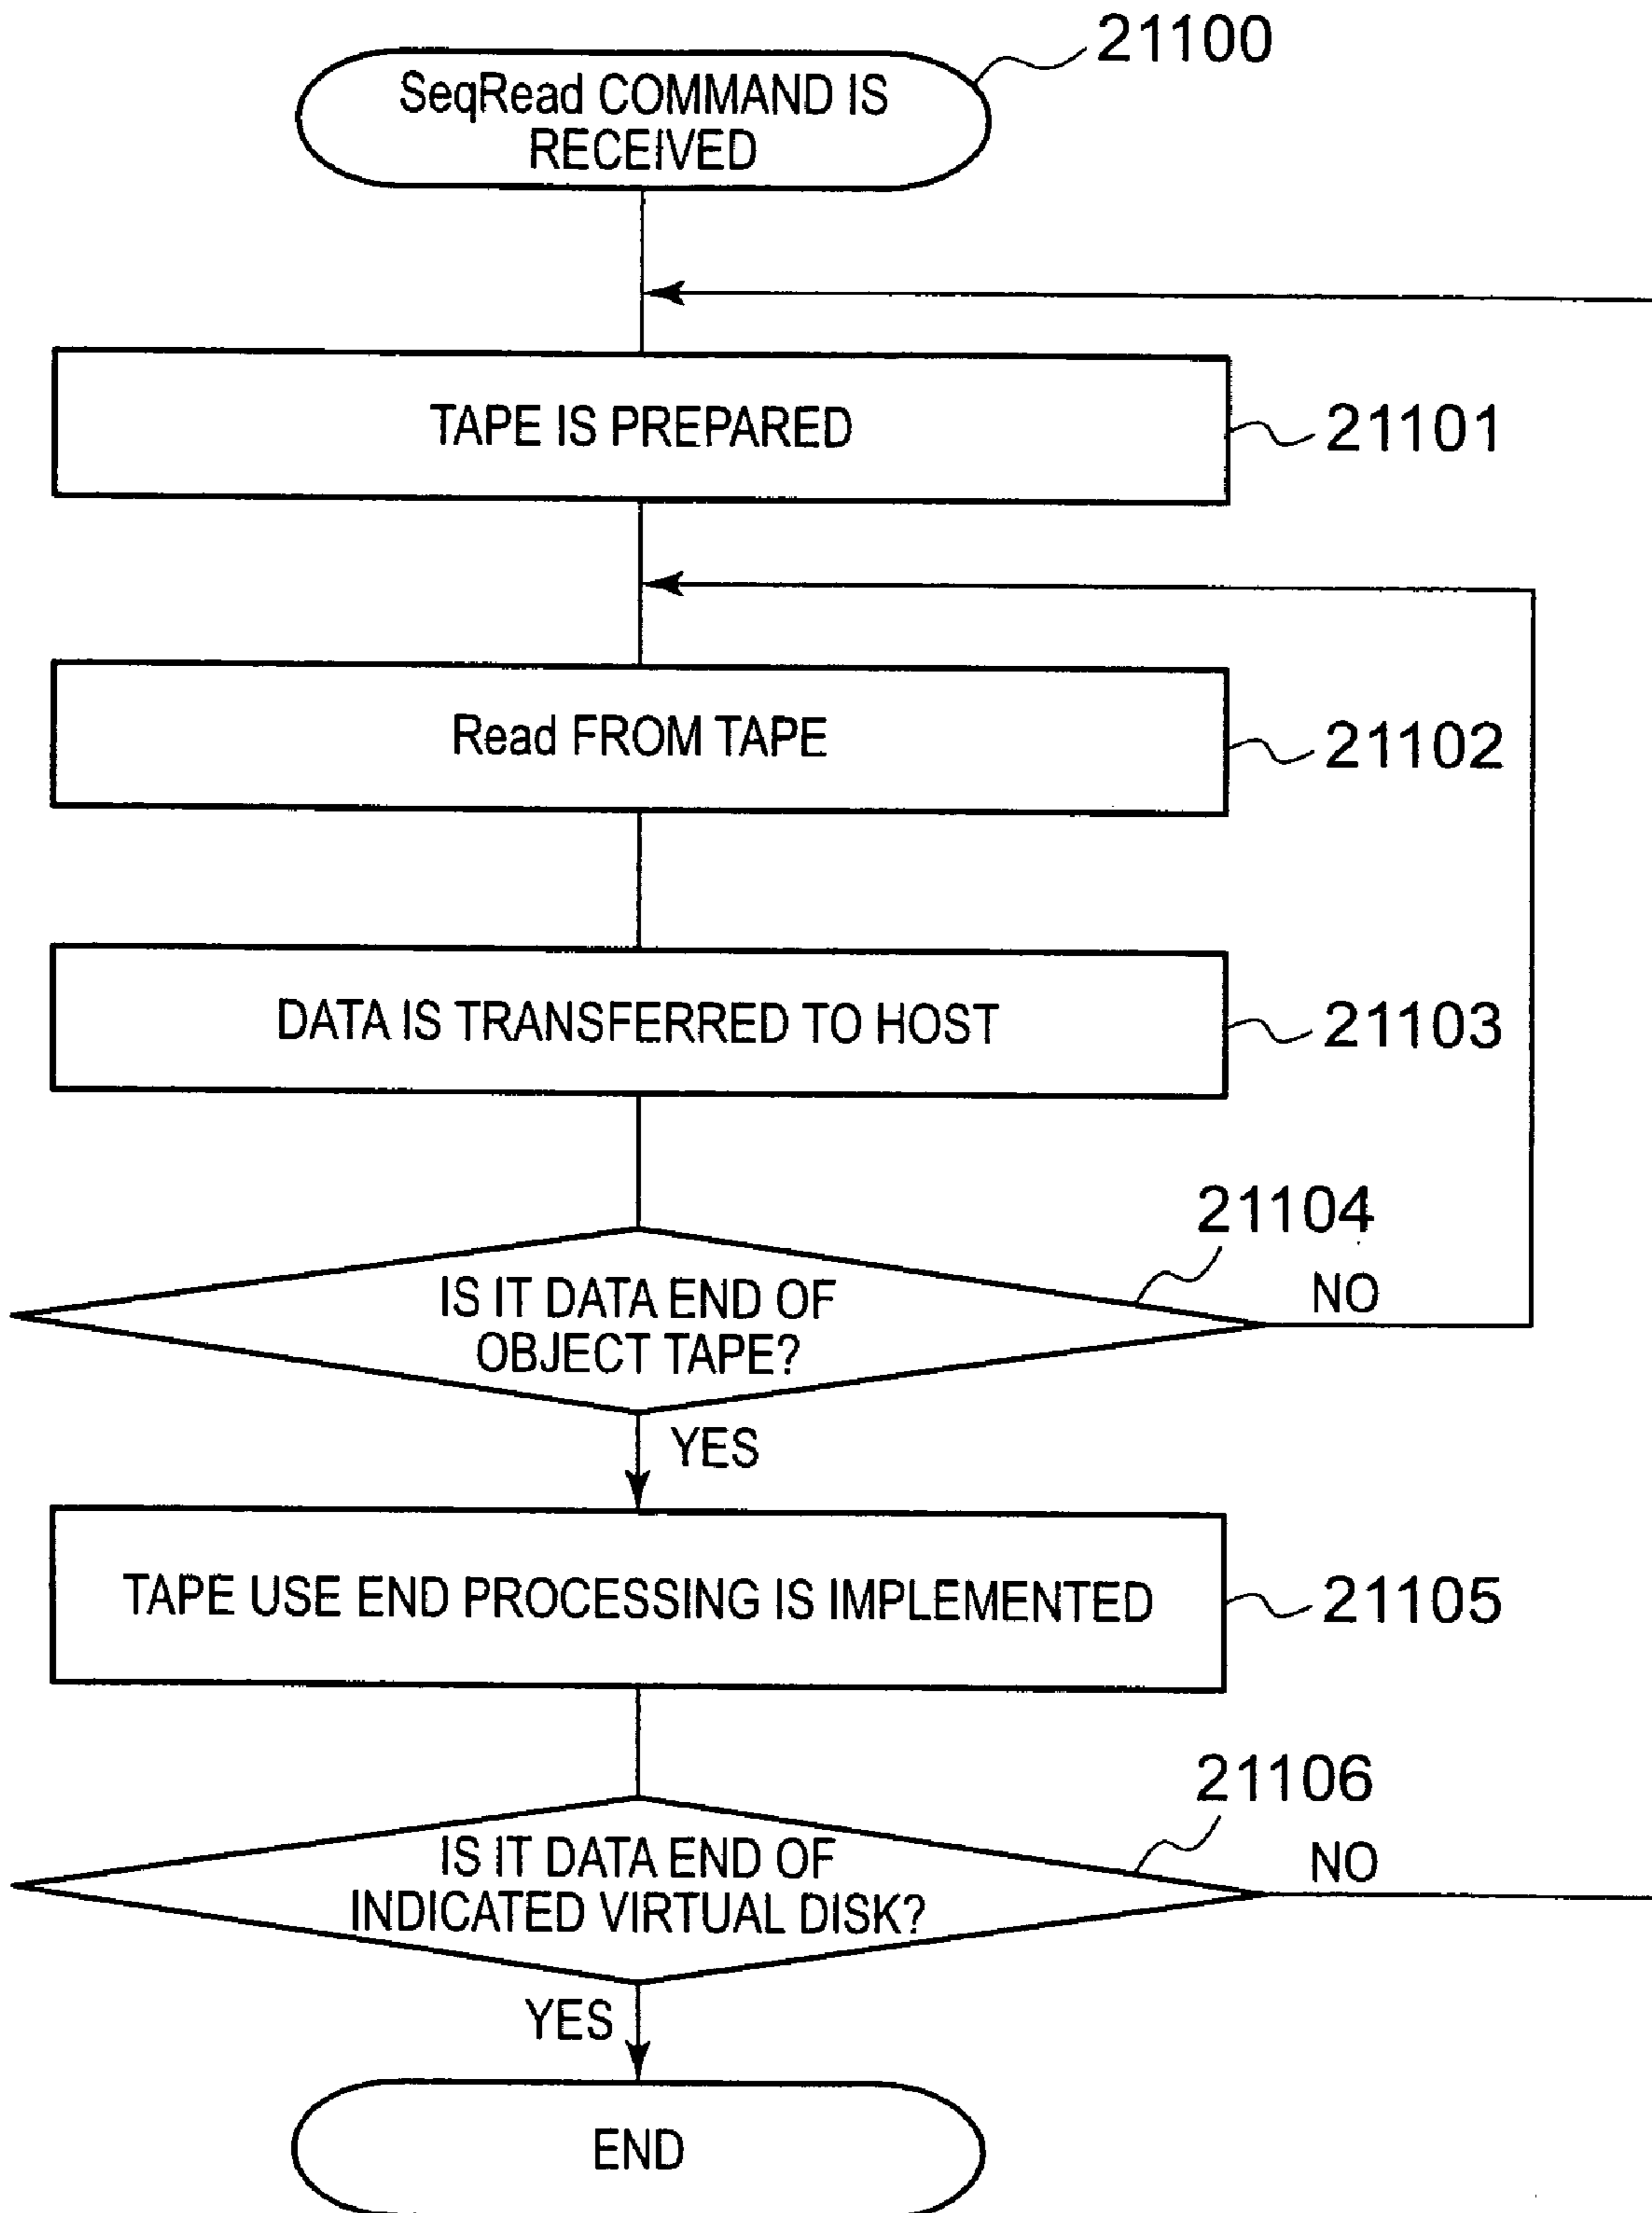 21100
SeqRead COMMAND IS
RECEIVED
TAPE IS PREPARED
21101
Read FROM TAPE
21102
DATA IS TRANSFERRED TO HOST
21103
21104
IS IT DATA END OF
OBJECT TAPE?
NO
YES
TAPE USE END PROCESSING IS IMPLEMENTED
21105
21106
IS IT DATA END OF
INDICATED VIRTUAL DISK?
NO
YES
END